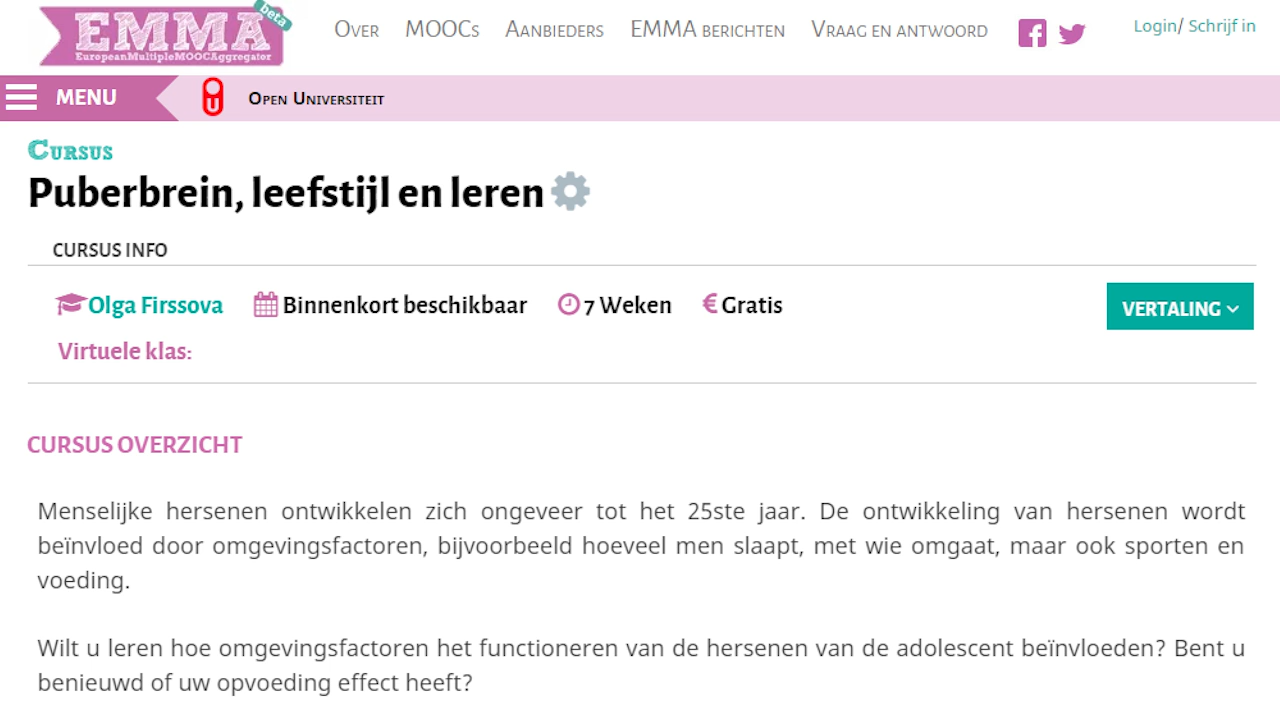 EMMA beta
EuropeanMultipleMOOCAggregator
Over MOOCs Aanbieders EMMA berichten Vraag en antwoord
Login/ Schrijf in
MENU
U
Open Universiteit
Cursus
Puberbrein, leefstijl en leren
CURSUS INFO
Olga Firssova Binnenkort beschikbaar 7 Weken € Gratis
VERTALING
Virtuele klas:
CURSUS OVERZICHT
Menselijke hersenen ontwikkelen zich ongeveer tot het 25ste jaar. De ontwikkeling van hersenen wordt
beïnvloed door omgevingsfactoren, bijvoorbeeld hoeveel men slaapt, met wie omgaat, maar ook sporten en
voeding.
Wilt u leren hoe omgevingsfactoren het functioneren van de hersenen van de adolescent beïnvloeden? Bent u
benieuwd of uw opvoeding effect heeft?